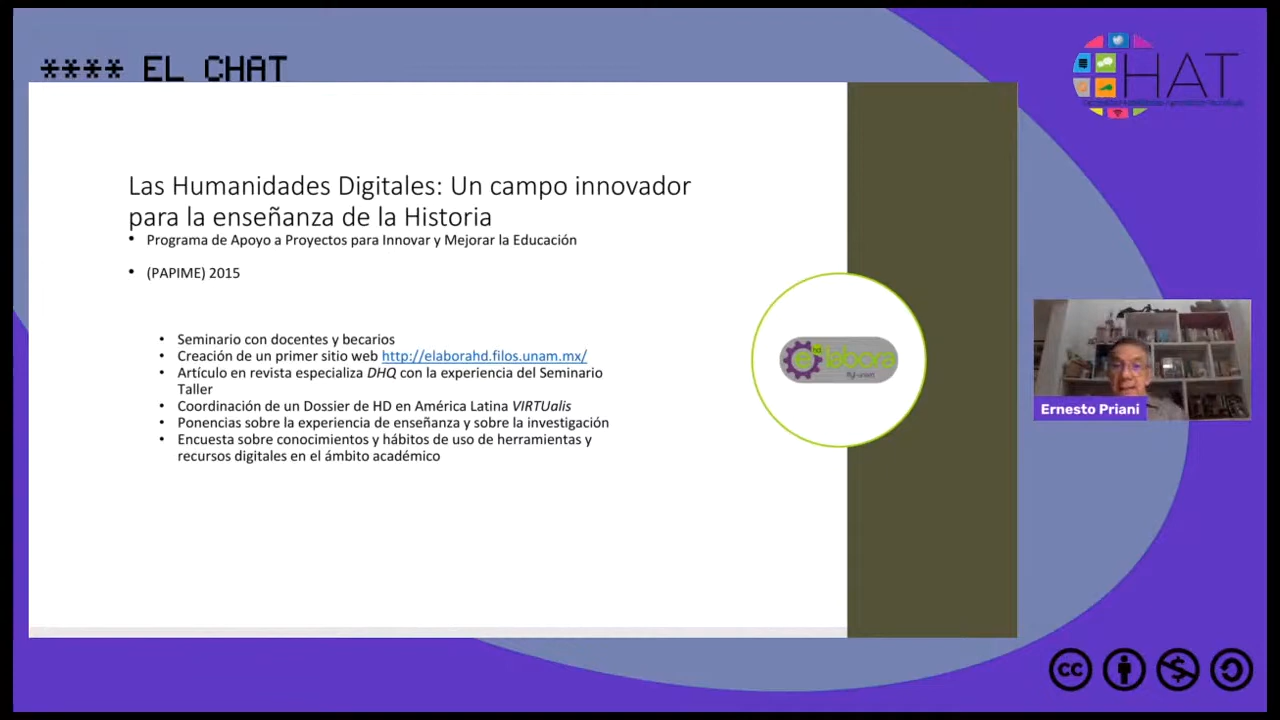 **** EL CHAT
HAT
Las Humanidades Digitales: Un campo innovador
para la enseñanza de la Historia
• Programa de Apoyo a Proyectos para Innovar y Mejorar la Educación
• (PAPIME) 2015
• Seminario con docentes y becarios
• Creación de un primer sitio web http://elaborahd.filos.unam.mx/
• Artículo en revista especializa DHQ con la experiencia del Seminario
Taller
• Coordinación de un Dossier de HD en América Latina VIRTUalis
• Ponencias sobre la experiencia de enseñanza y sobre la investigación
• Encuesta sobre conocimientos y hábitos de uso de herramientas y
recursos digitales en el ámbito académico
e labora
hd
Ernesto Priani
cc